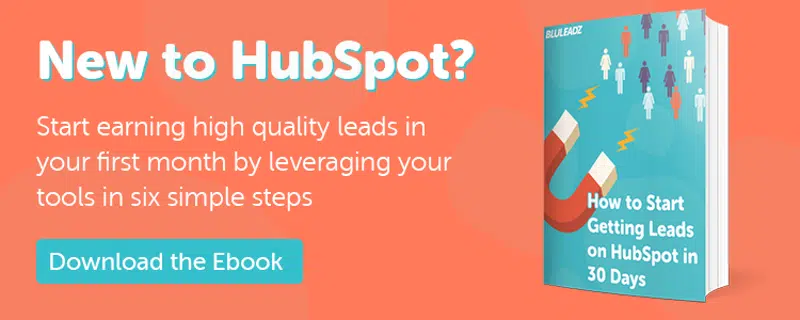 New to HubSpot?
Start earning high quality leads in
your first month by leveraging your
tools in six simple steps
Download the Ebook
BLULEADZ
How to Start
Getting Leads
on HubSpot in
30 Days